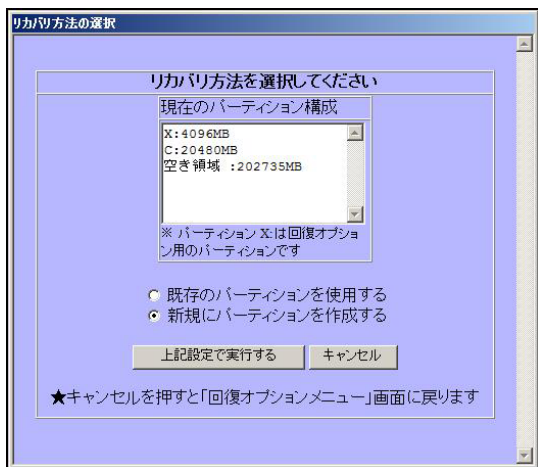 リカバリ方法の選択
リカバリ方法を選択してください
現在のパーティション構成
X:4096MB
C:20480MB
空き領域 :202735MB
※ パーティション X:は回復オプショ
ン用のパーティションです
既存のパーティションを使用する
新規にパーティションを作成する
上記設定で実行する
キャンセル
★キャンセルを押すと「回復オプションメニュー」画面に戻ります